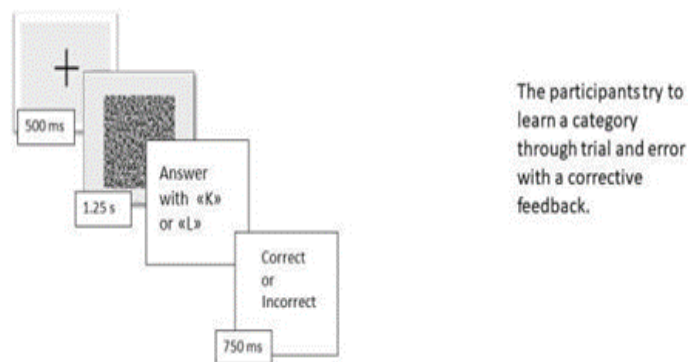 500 ms
1.25 s
Answer
with «K»
or «L»
Correct
or
Incorrect
750 ms
The participants try to
learn a category
through trial and error
with a corrective
feedback.